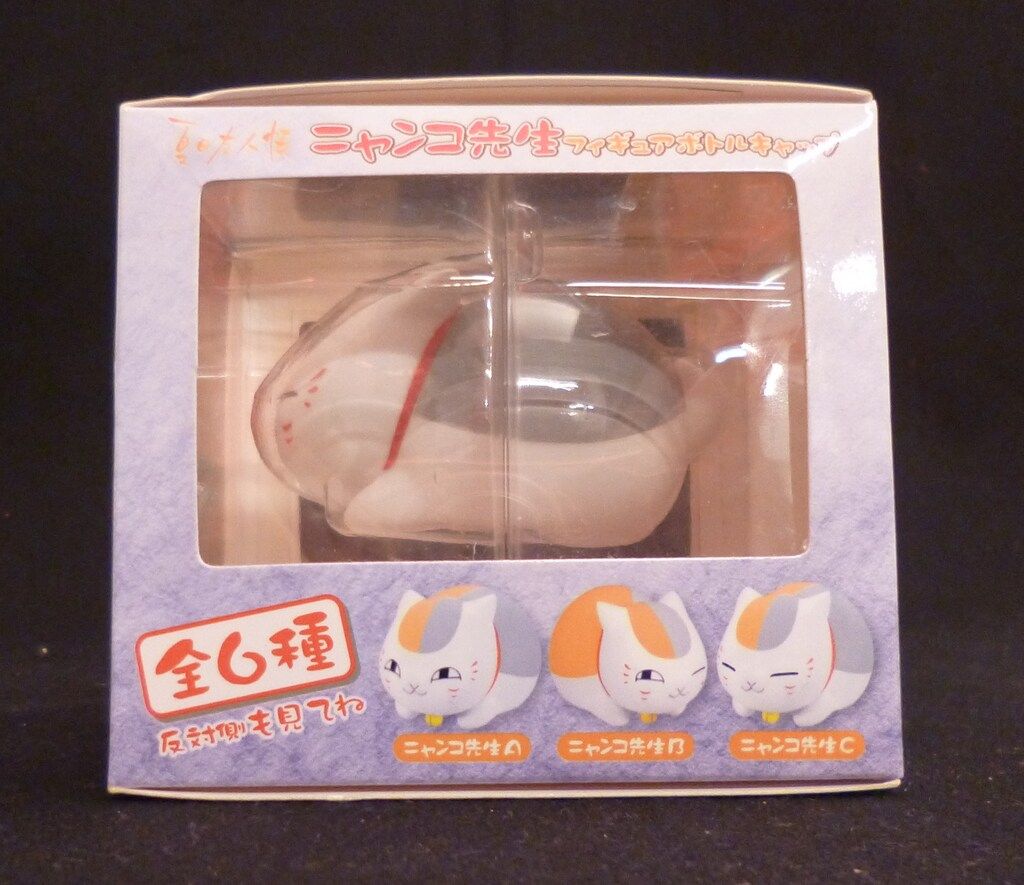 夏目友人帳 ニャンコ先生フィギュアボトルキャップ
全6種
反対側も見てね
ニャンコ先生A
ニャンコ先生B
ニャンコ先生C